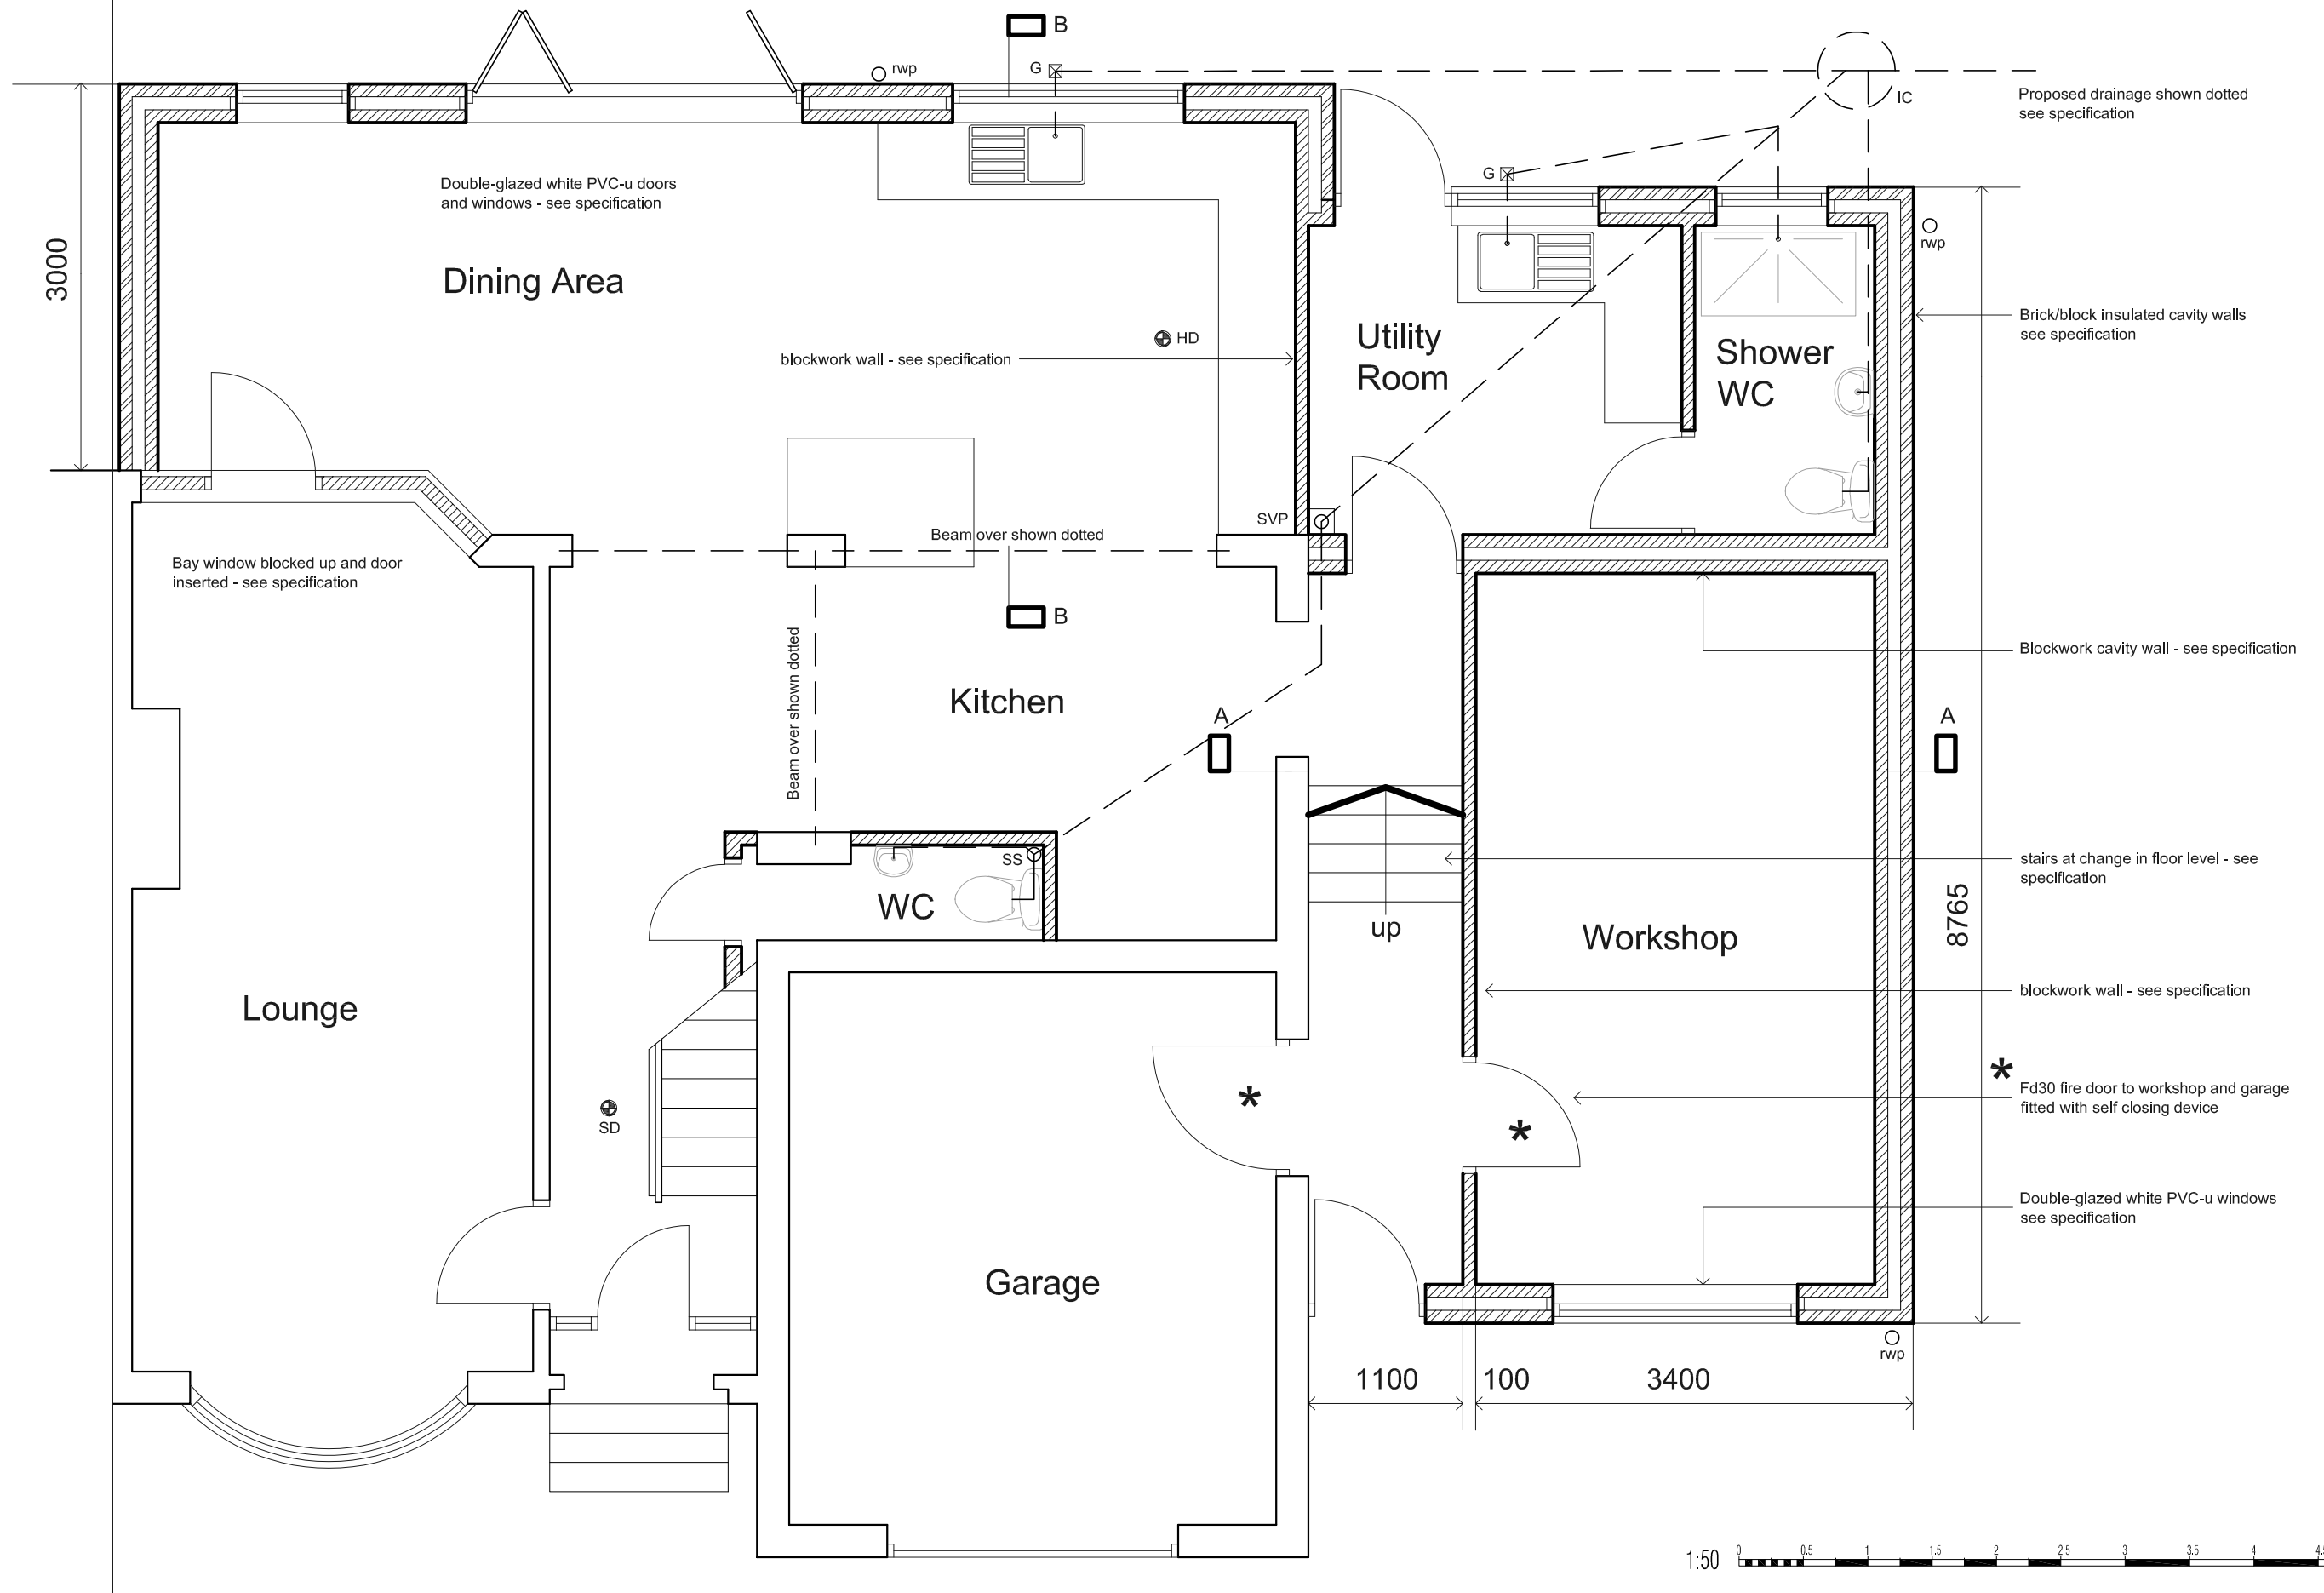 B
rwp
G
IC
Proposed drainage shown dotted
see specification
3000
Double-glazed white PVC-u doors
and windows - see specification
Dining Area
G
rwp
HD
blockwork wall - see specification
Utility
Room
Shower
WC
Brick/block insulated cavity walls
see specification
SVP
Beam over shown dotted
Bay window blocked up and door
inserted - see specification
B
Beam over shown dotted
Kitchen
A
A
Blockwork cavity wall - see specification
SS
WC
up
stairs at change in floor level - see
specification
8765
Workshop
Lounge
blockwork wall - see specification
*
*
*
Fd30 fire door to workshop and garage
fitted with self closing device
SD
Double-glazed white PVC-u windows
see specification
Garage
rwp
1100
100
3400
1:50
0 0.5 1 1.5 2 2.5 3 3.5 4 4.5